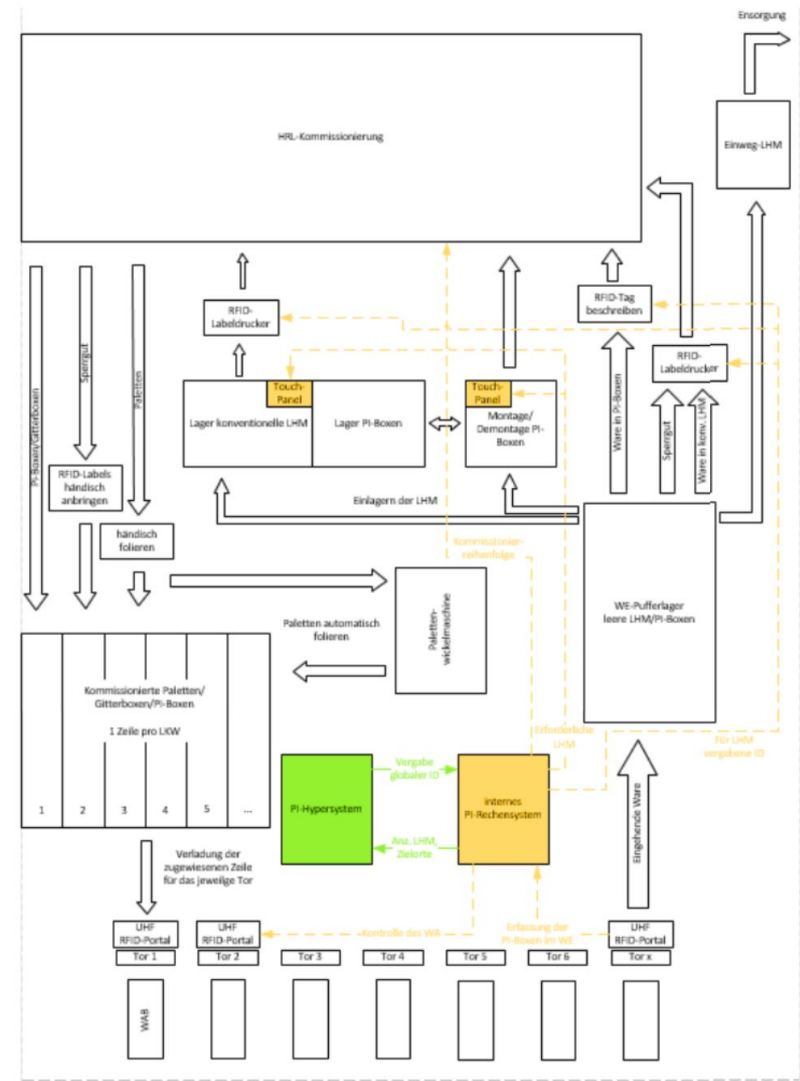 Ensorgung
HRL-Kommissionierung
Einweg-LHM
PI-Boxen/Gitterboxen
Sperrgut
Paletten
RFID-
Labeldrucker
RFID-Tag
beschreiben
RFID-
Labeldrucker
Touch-
Panel
Lager konventionelle LHM
Lager PI-Boxen
Touch-
Panel
Montage/
Demontage PI-
Boxen
Ware in PI-Boxen
Sperrgut
Ware in konv. LHM
RFID-Labels
händisch
anbringen
händisch
folieren
Einlagern der LHM
Kommissionier-
reihenfolge
Paletten automatisch
folieren
Paletten-
wickelmaschine
WE-Pufferlager
leere LHM/PI-Boxen
Kommissionierte Paletten/
Gitterboxen/PI-Boxen
1 Zeile pro LKW
1
2
3
4
5
...
Erforderliche
LHM
Für LHM
vergebene ID
PI-Hypersystem
Vergabe
globaler ID
Anz. LHM,
Zielorte
internes
PI-Rechensystem
Eingehende Ware
Verladung der
zugewiesenen Zeile
für das jeweilge Tor
UHF
RFID-Portal
UHF
RFID-Portal
Kontrolle des WA
Erfassung der
PI-Boxen im WE
UHF
RFID-Portal
Tor 1
Tor 2
Tor 3
Tor 4
Tor 5
Tor 6
Tor x
WAB